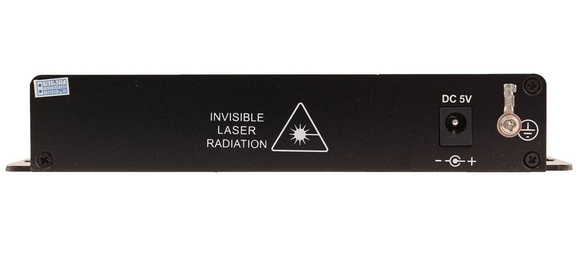 INVISIBLE
LASER
RADIATION
DC 5V